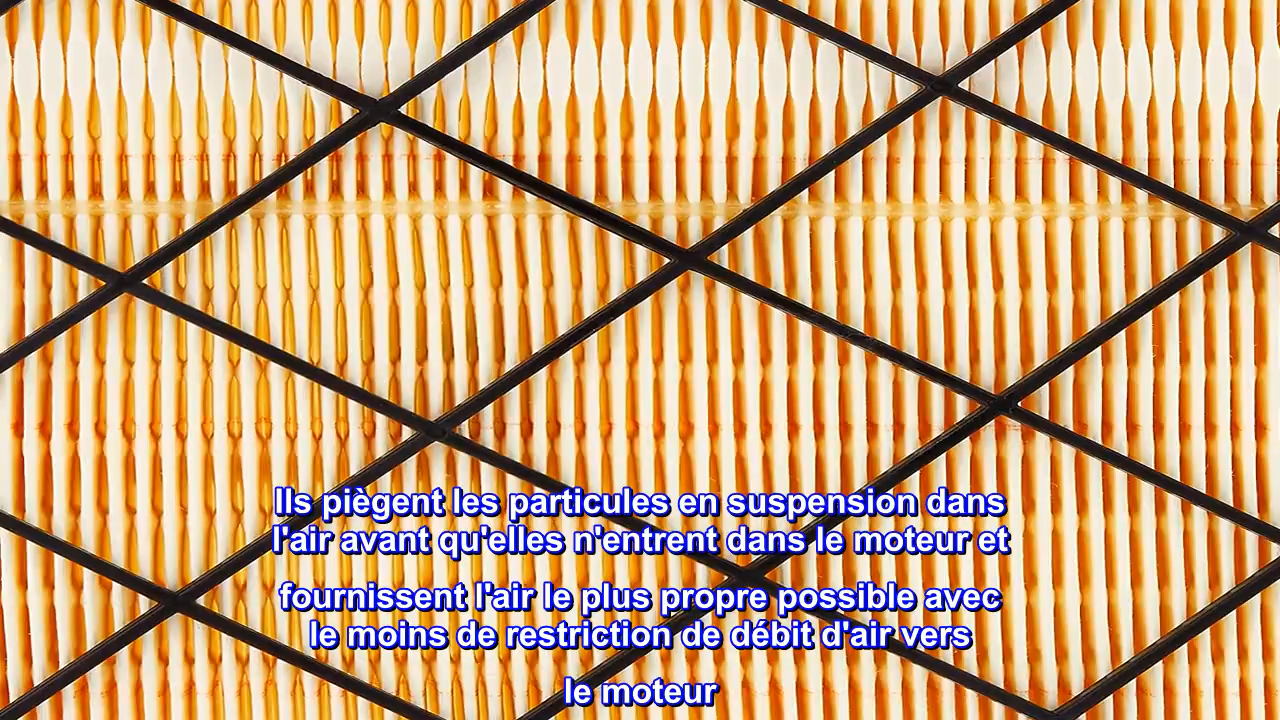 Ils piègent les particules en suspension dans
l'air avant qu'elles n'entrent dans le moteur et
fournissent l'air le plus propre possible avec
le moins de restriction de débit d'air vers
le moteur